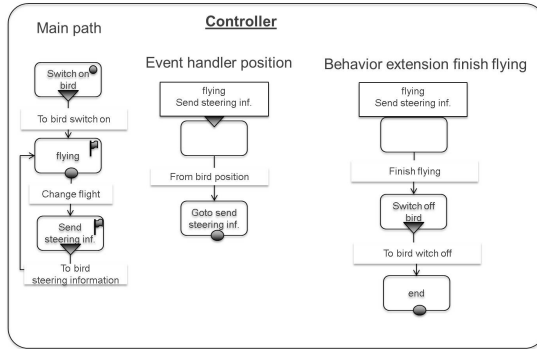 Controller
Main path
Switch on
bird
To bird switch on
flying
Change flight
Send
steering inf.
To bird
steering information
Event handler position
flying
Send steering inf.
From bird position
Goto send
steering inf.
Behavior extension finish flying
flying
Send steering inf.
Finish flying
Switch off
bird
To bird witch off
end